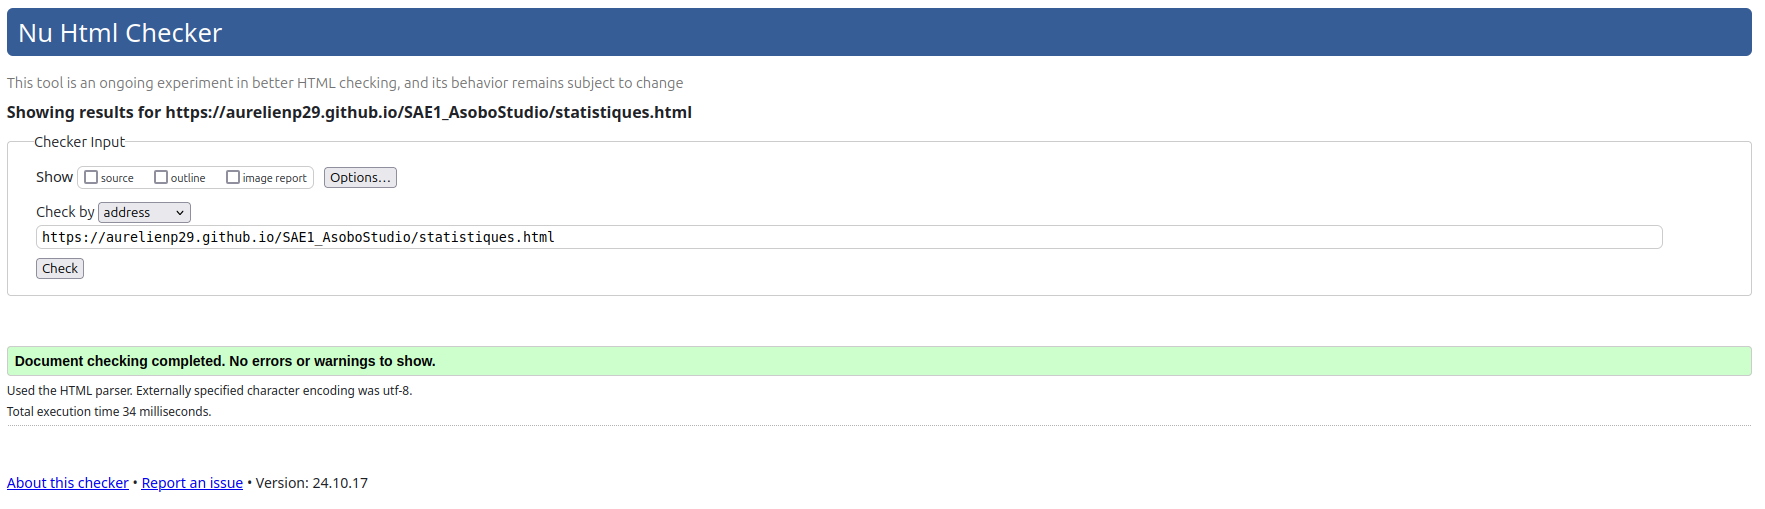 Nu Html Checker
This tool is an ongoing experiment in better HTML checking, and its behavior remains subject to change
Showing results for https://aurelienp29.github.io/SAE1_AsoboStudio/statistiques.html
Checker Input
Show source outline image report Options...
Check by address
https://aurelienp29.github.io/SAE1_AsoboStudio/statistiques.html
Check
Document checking completed. No errors or warnings to show.
Used the HTML parser. Externally specified character encoding was utf-8.
Total execution time 34 milliseconds.
About this checker • Report an issue • Version: 24.10.17